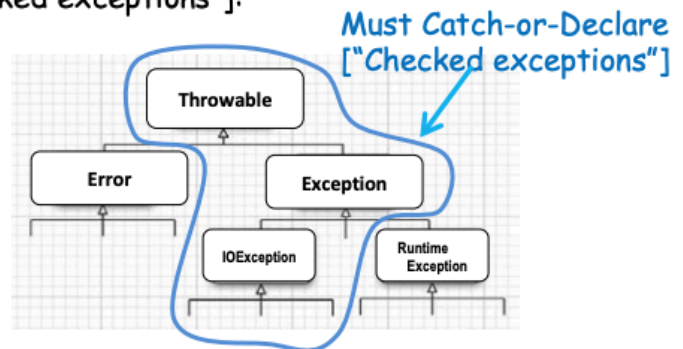 ked exceptions"]:
Must Catch-or-Declare
["Checked exceptions"]
Throwable
Error
Exception
IOException
Runtime
Exception